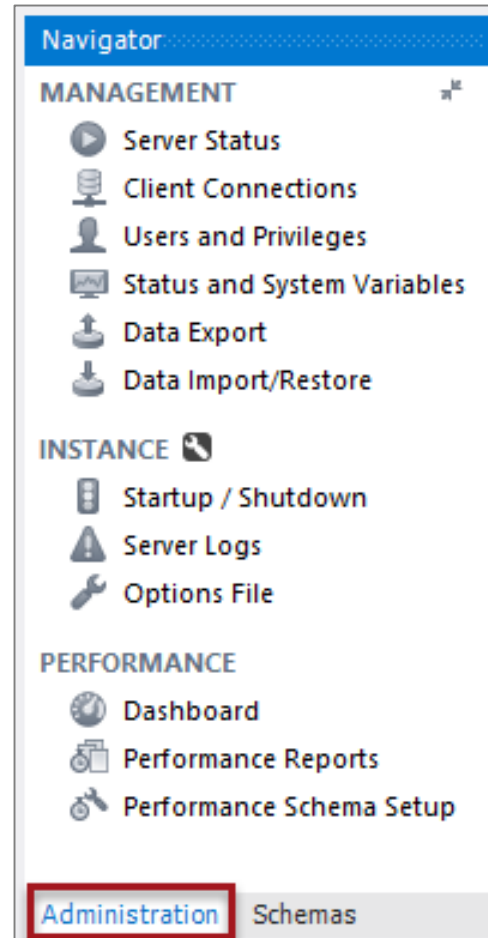 Navigator
MANAGEMENT
Server Status
Client Connections
Users and Privileges
Status and System Variables
Data Export
Data Import/Restore
INSTANCE
Startup / Shutdown
Server Logs
Options File
PERFORMANCE
Dashboard
Performance Reports
Performance Schema Setup
Administration Schemas